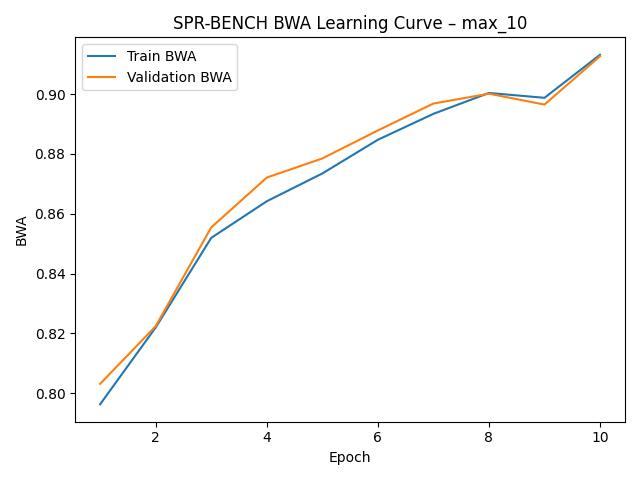 SPR-BENCH BWA Learning Curve – max_10
Train BWA
Validation BWA
BWA
0.90
0.88
0.86
0.84
0.82
0.80
2 4 6 8 10
Epoch